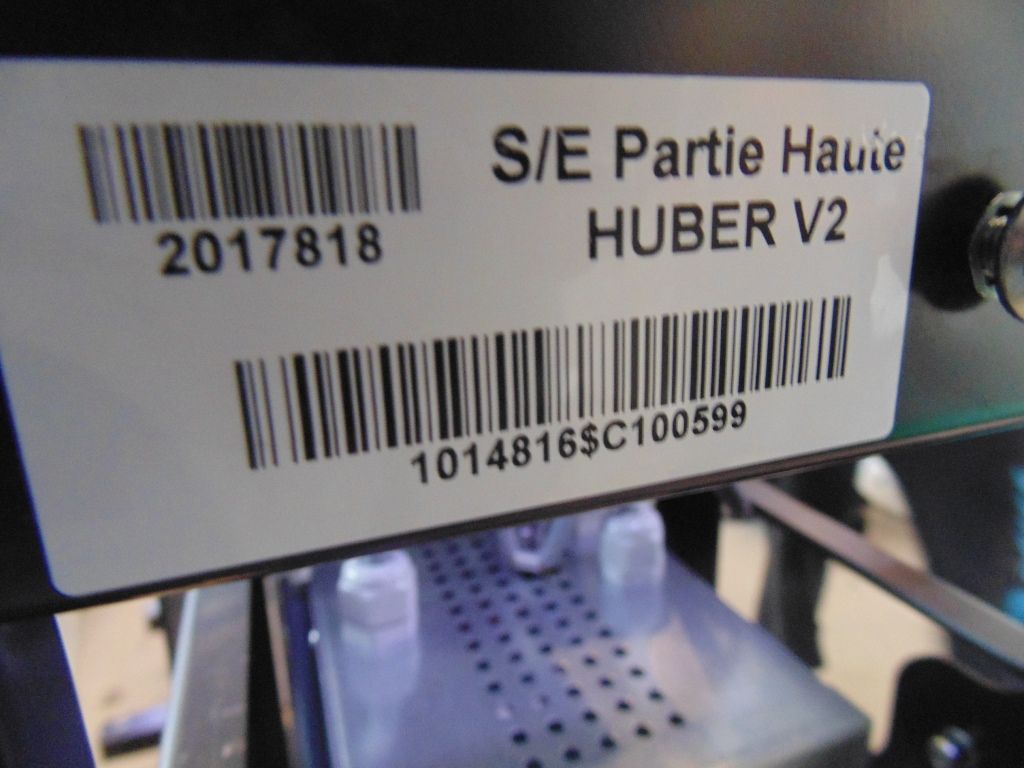 S/E Partie Haute
HUBER V2
2017818
1014816$C100599